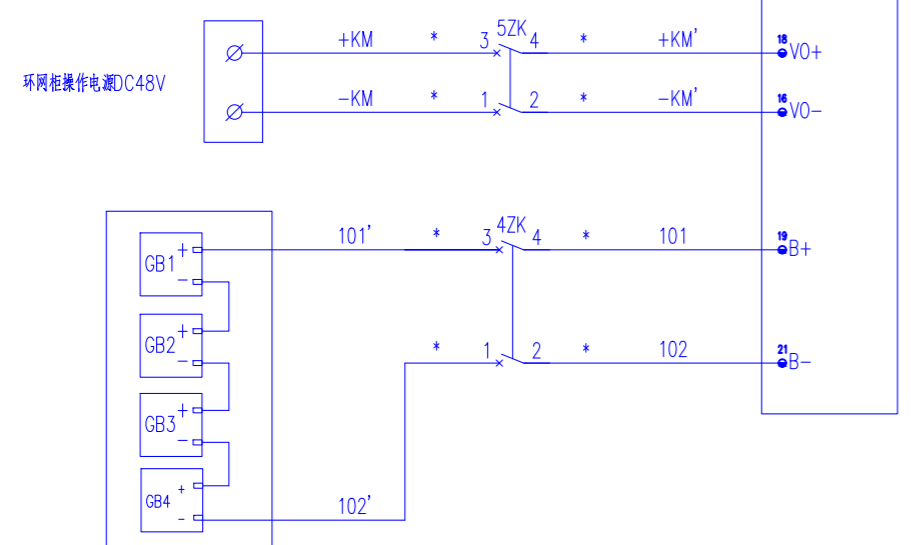 5ZK
+KM * 3 4 * +KM' 18 VO+
环网柜操作电源DC48V
-KM * 1 2 * -KM' 16 VO-
4ZK
101' * 3 4 * 101 19 B+
GB1 + -
* 1 2 * 102 21 B-
GB2 + -
GB3 + -
GB4 + -
102'